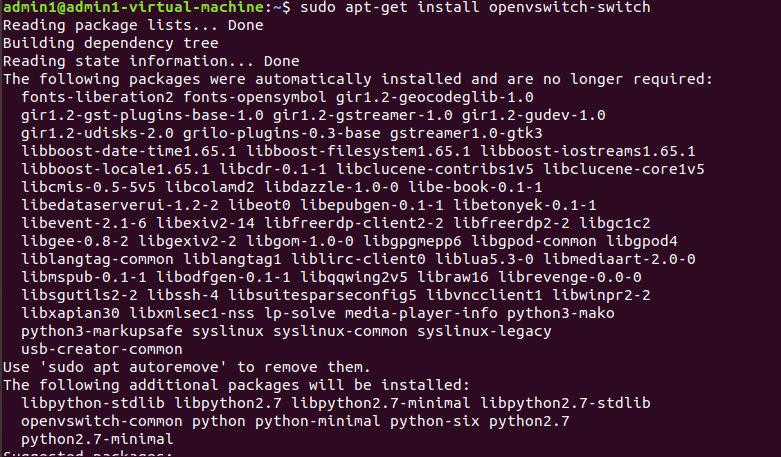 admin1@admin1-virtual-machine:~$ sudo apt-get install openvswitch-switch
Reading package lists... Done
Building dependency tree
Reading state information... Done
The following packages were automatically installed and are no longer required:
  fonts-liberation2 fonts-opensymbol gir1.2-geocodeglib-1.0
  gir1.2-gst-plugins-base-1.0 gir1.2-gstreamer-1.0 gir1.2-gudev-1.0
  gir1.2-udisks-2.0 grilo-plugins-0.3-base gstreamer1.0-gtk3
  libboost-date-time1.65.1 libboost-filesystem1.65.1 libboost-iostreams1.65.1
  libboost-locale1.65.1 libcdr-0.1-1 libclucene-contribs1v5 libclucene-core1v5
  libcmis-0.5-5v5 libcolamd2 libdazzle-1.0-0 libe-book-0.1-1
  libedataserverui-1.2-2 libeot0 libepubgen-0.1-1 libetonyek-0.1-1
  libevent-2.1-6 libexiv2-14 libfreerdp-client2-2 libfreerdp2-2 libgc1c2
  libgee-0.8-2 libgexiv2-2 libgom-1.0-0 libgpgmepp6 libgpod-common libgpod4
  liblangtag-common liblangtag1 liblirc-client0 liblua5.3-0 libmediaart-2.0-0
  libmspub-0.1-1 libodfgen-0.1-1 libqqwing2v5 libraw16 librevenge-0.0-0
  libsgutils2-2 libssh-4 libsuitesparseconfig5 libvncclient1 libwinpr2-2
  libxapian30 libxmlsec1-nss lp-solve media-player-info python3-mako
  python3-markupsafe syslinux syslinux-common syslinux-legacy
  usb-creator-common
Use 'sudo apt autoremove' to remove them.
The following additional packages will be installed:
  libpython-stdlib libpython2.7 libpython2.7-minimal libpython2.7-stdlib
  openvswitch-common python python-minimal python-six python2.7
  python2.7-minimal
Suggested packages: